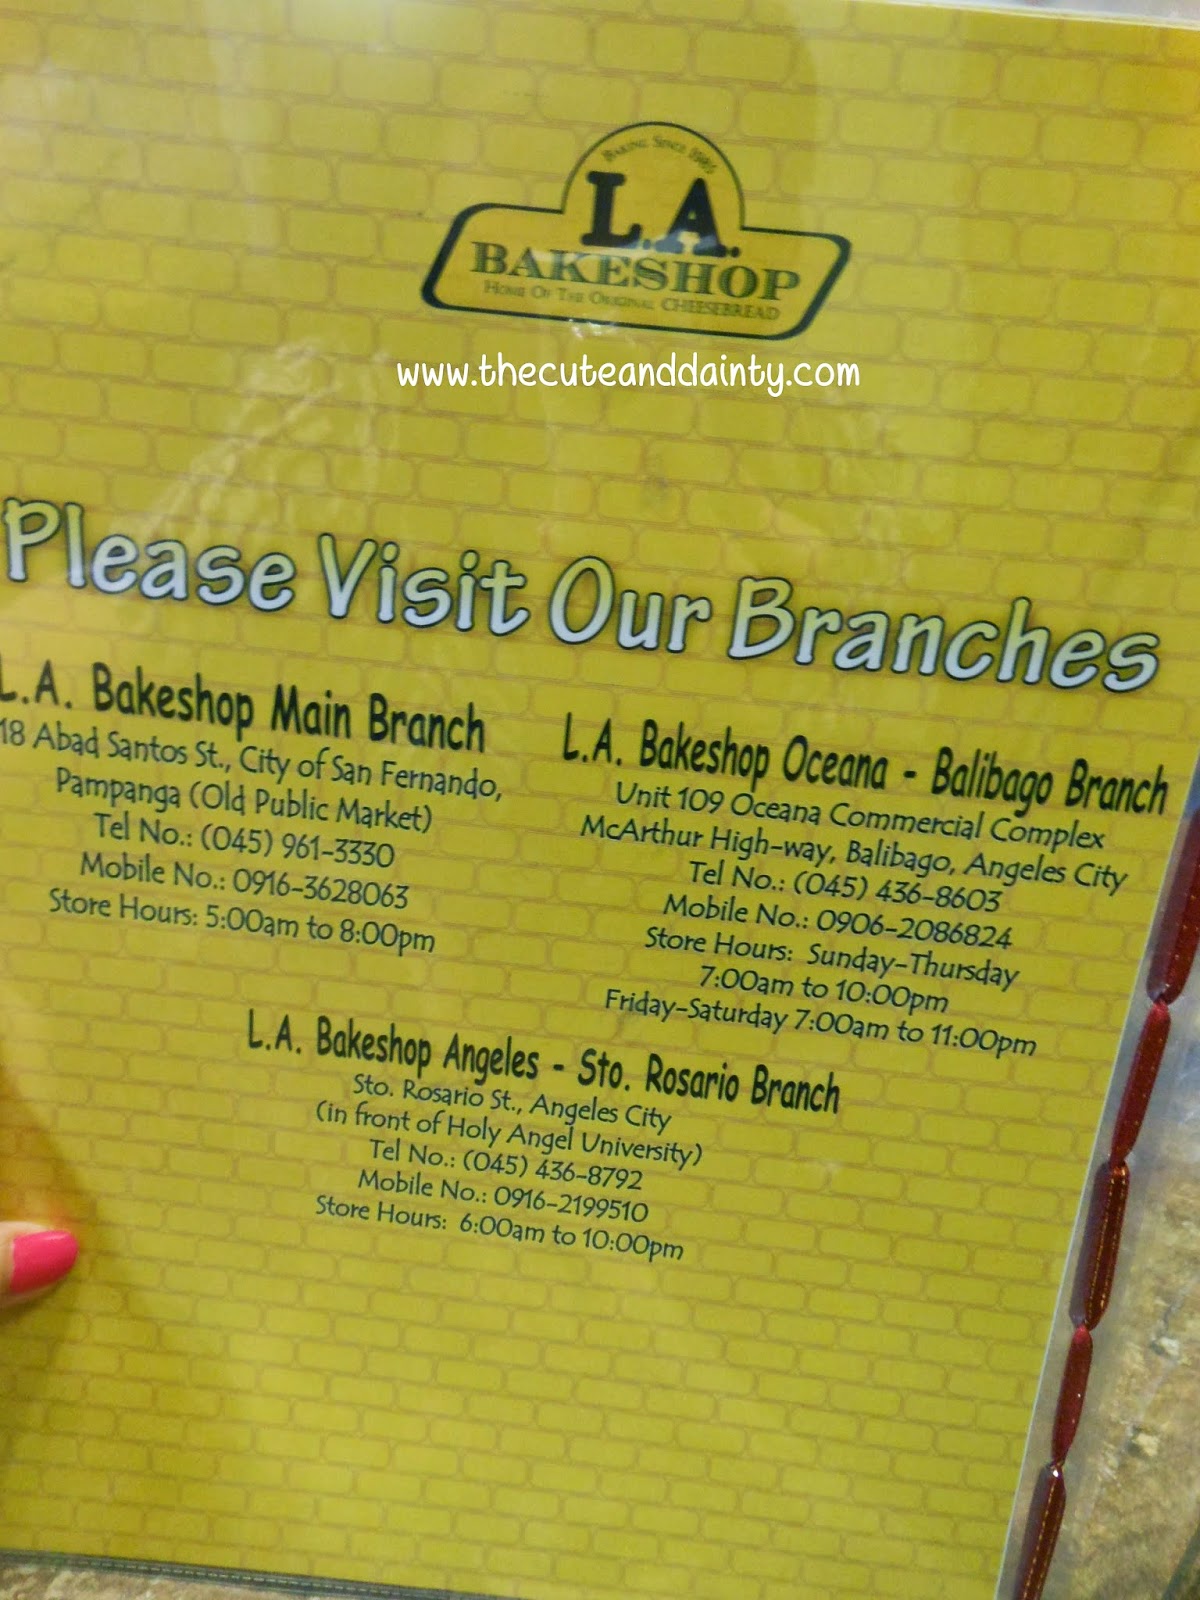 BAKING SINCE 1985
L.A.
BAKESHOP
HOME OF THE ORIGINAL CHEESEBREAD
www.thecuteanddainty.com
Please Visit Our Branches
L.A. Bakeshop Main Branch
18 Abad Santos St., City of San Fernando,
Pampanga (Old Public Market)
Tel No.: (045) 961-3330
Mobile No.: 0916-3628063
Store Hours: 5:00am to 8:00pm
L.A. Bakeshop Oceana - Balibago Branch
Unit 109 Oceana Commercial Complex
McArthur High-way, Balibago, Angeles City
Tel No.: (045) 436-8603
Mobile No.: 0906-2086824
Store Hours: Sunday-Thursday
7:00am to 10:00pm
Friday-Saturday 7:00am to 11:00pm
L.A. Bakeshop Angeles - Sto. Rosario Branch
Sto. Rosario St., Angeles City
(in front of Holy Angel University)
Tel No.: (045) 436-8792
Mobile No.: 0916-2199510
Store Hours: 6:00am to 10:00pm